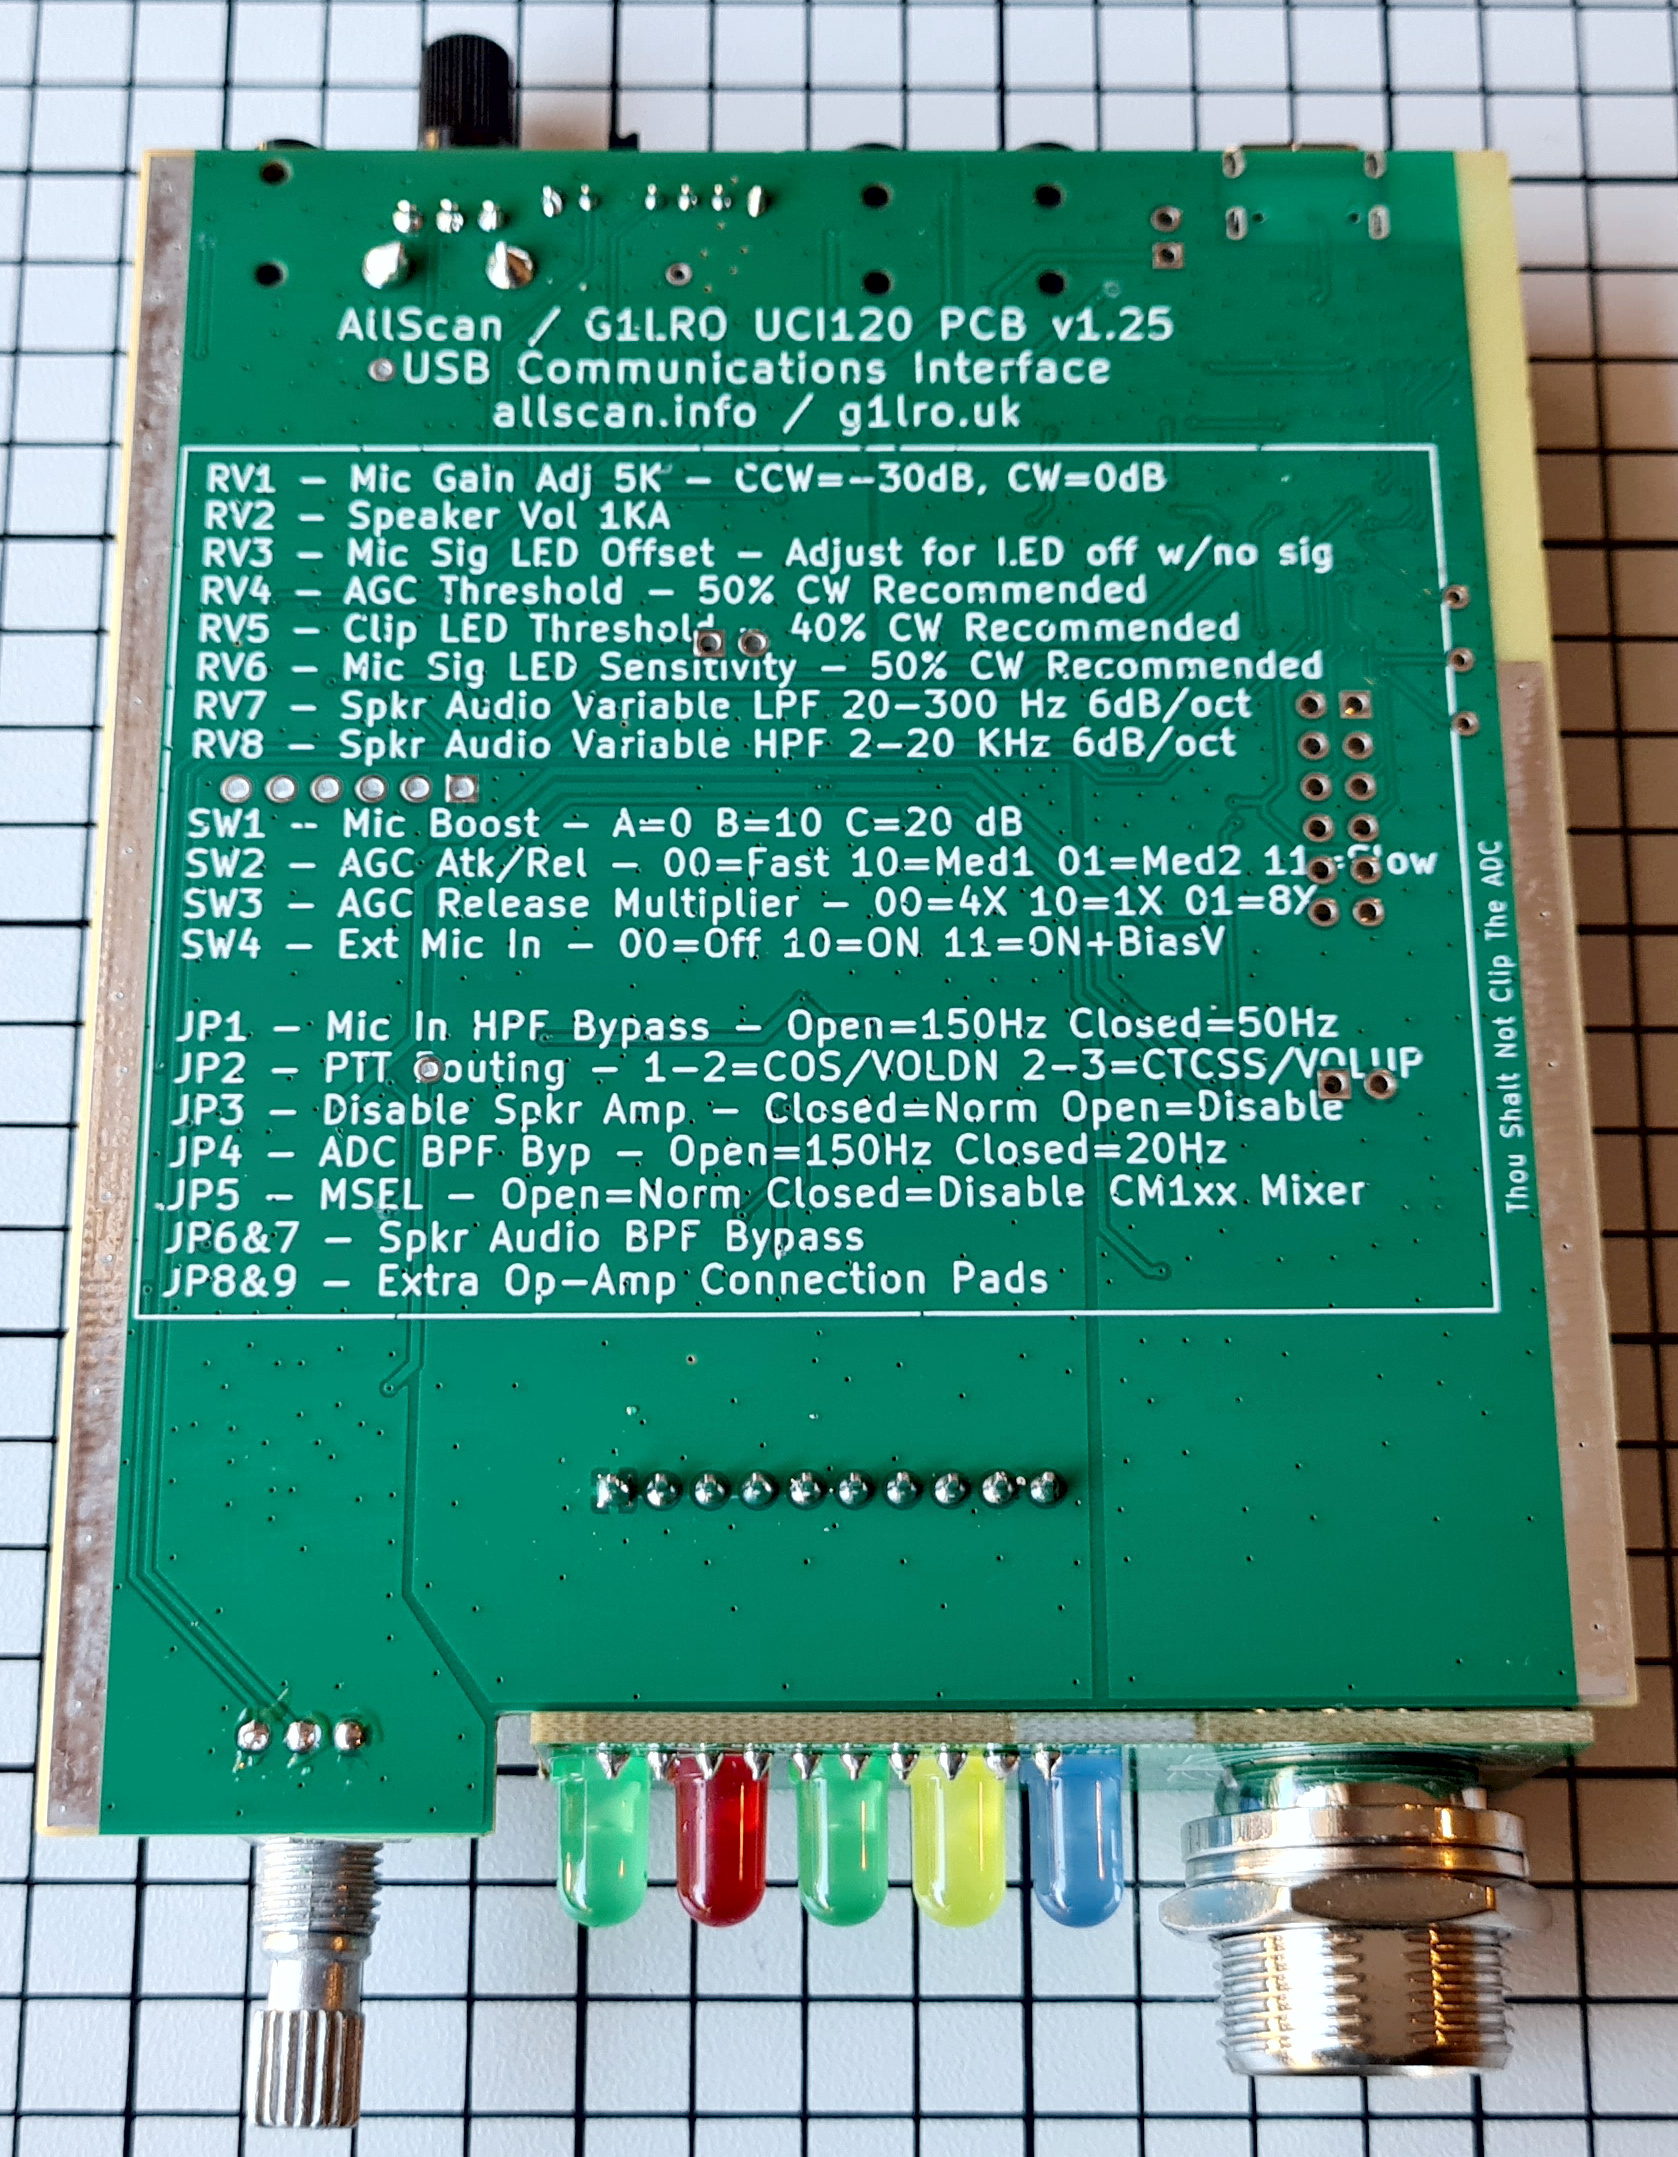 AllScan / G1LRO UCI120 PCB v1.25
USB Communications Interface
allscan.info / g1lro.uk
RV1 - Mic Gain Adj 5K - CCW=-30dB, CW=0dB
RV2 - Speaker Vol 1KA
RV3 - Mic Sig LED Offset - Adjust for LED off w/no sig
RV4 - AGC Threshold - 50% CW Recommended
RV5 - Clip LED Threshold - 40% CW Recommended
RV6 - Mic Sig LED Sensitivity - 50% CW Recommended
RV7 - Spkr Audio Variable LPF 20-300 Hz 6dB/oct
RV8 - Spkr Audio Variable HPF 2-20 KHz 6dB/oct
SW1 - Mic Boost - A=0 B=10 C=20 dB
SW2 - AGC Atk/Rel - 00=Fast 10=Med1 01=Med2 11=Slow
SW3 - AGC Release Multiplier - 00=4X 10=1X 01=8X
SW4 - Ext Mic In - 00=Off 10=ON 11=ON+BiasV
JP1 - Mic In HPF Bypass - Open=150Hz Closed=50Hz
JP2 - PTT Routing - 1-2=COS/VOLDN 2-3=CTCSS/VOLUP
JP3 - Disable Spkr Amp - Closed=Norm Open=Disable
JP4 - ADC BPF Byp - Open=150Hz Closed=20Hz
JP5 - MSEL - Open=Norm Closed=Disable CM1xx Mixer
JP6&7 - Spkr Audio BPF Bypass
JP8&9 - Extra Op-Amp Connection Pads
Thou Shalt Not Clip The ADC